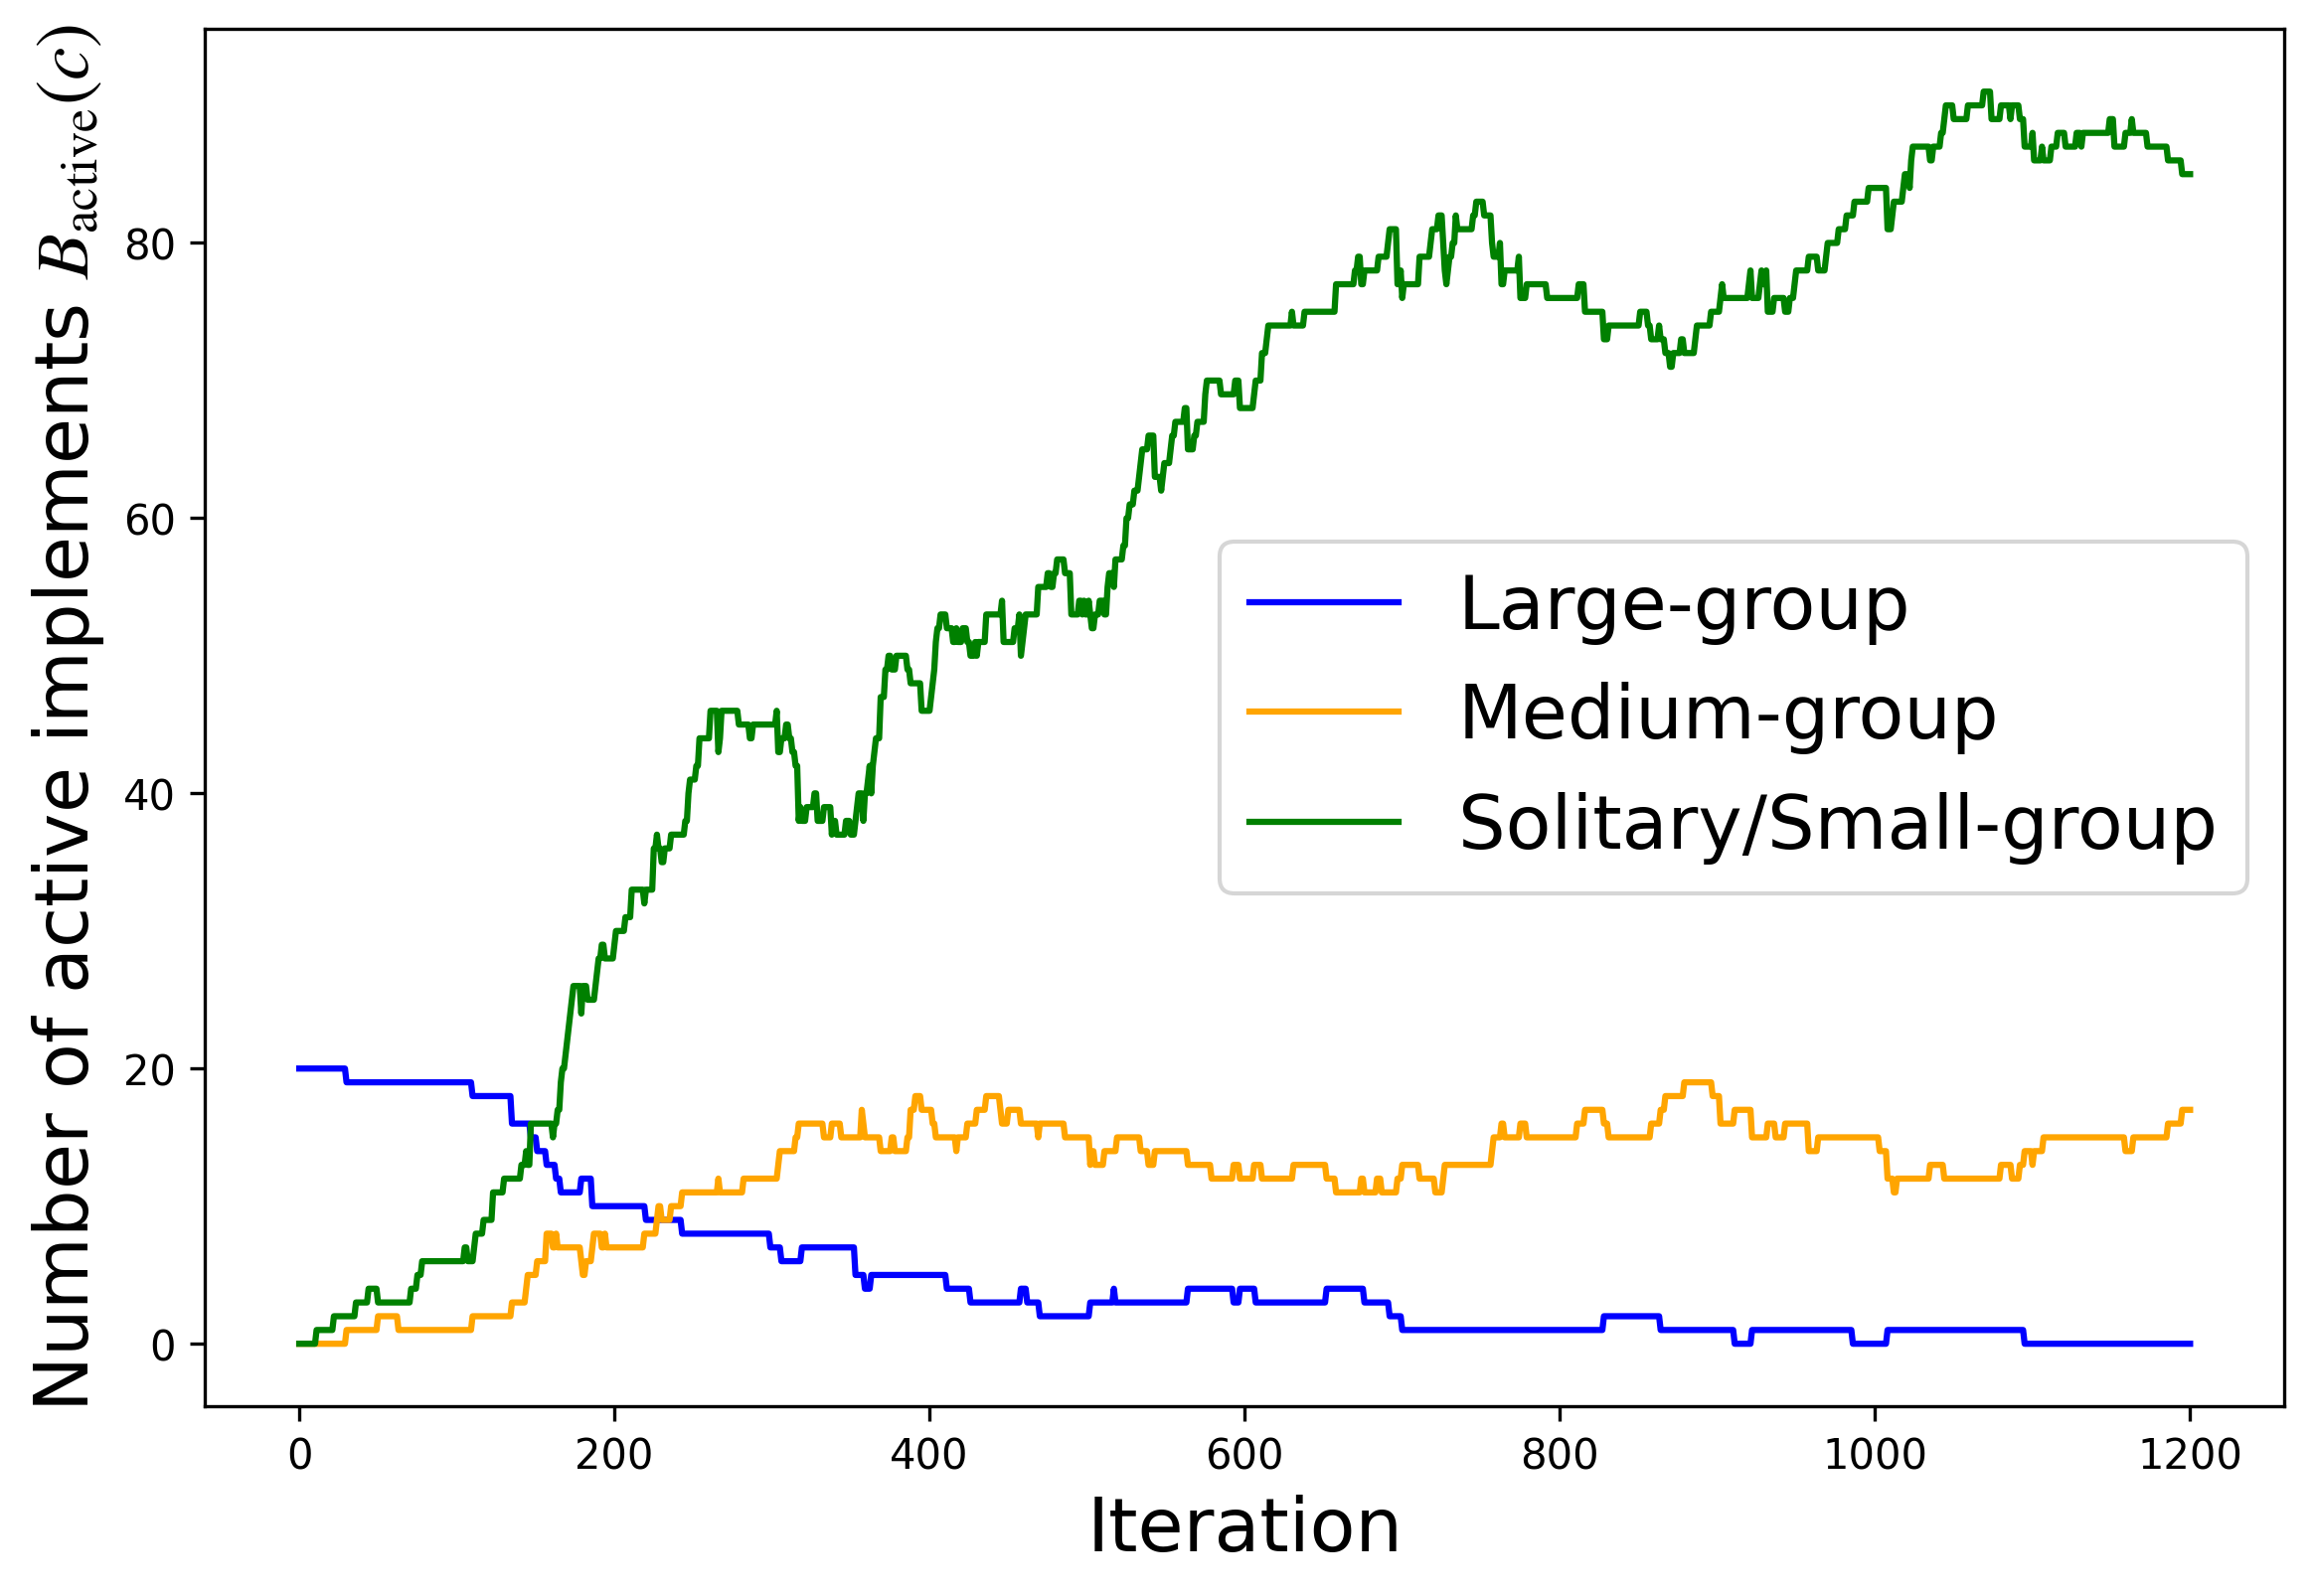 Number of active implements B_active(c)
80
60
40
20
0
Large-group
Medium-group
Solitary/Small-group
0 200 400 600 800 1000 1200
Iteration